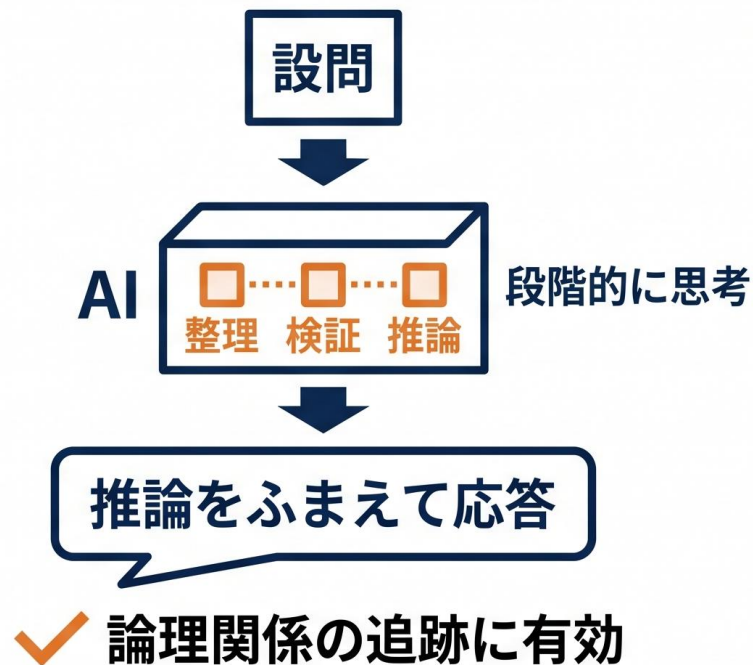 設問
AI
整理 検証 推論
段階的に思考
推論をふまえて応答
論理関係の追跡に有効